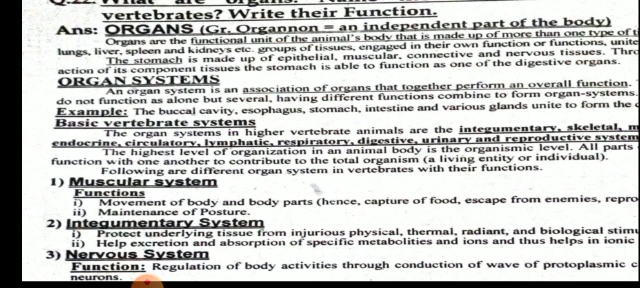 vertebrates? Write their Function.
Ans: ORGANS (Gr. Organnon = an independent part of the body)
Organs are the functional unit of the animal's body that is made up of more than one type of
lungs, liver, spleen and kidneys etc. groups of tissues, engaged in their own function or functions, unite
The stomach is made up of epithelial, muscular, connective and nervous tissues. Thro
action of its component tissues the stomach is able to function as one of the digestive organs.
ORGAN SYSTEMS
An organ system is an association of organs that together perform an overall function.
do not function as alone but several, having different functions combine to form organ-systems.
Example: The buccal cavity, esophagus, stomach, intestine and various glands unite to form the
Basic vertebrate systems
The organ systems in higher vertebrate animals are the integumentary, skeletal, m
endocrine, circulatory, lymphatic, respiratory, digestive, urinary and reproductive system
The highest level of organization in an animal body is the organismic level. All parts
function with one another to contribute to the total organism (a living entity or individual).
Following are different organ system in vertebrates with their functions.
1) Muscular system
Functions
i) Movement of body and body parts (hence, capture of food, escape from enemies, repro
ii) Maintenance of Posture.
2) Integumentary System
i) Protect underlying tissue from injurious physical, thermal, radiant, and biological stimu
ii) Help excretion and absorption of specific metabolities and ions and thus helps in ionic
3) Nervous System
Function: Regulation of body activities through conduction of wave of protoplasmic c
neurons.